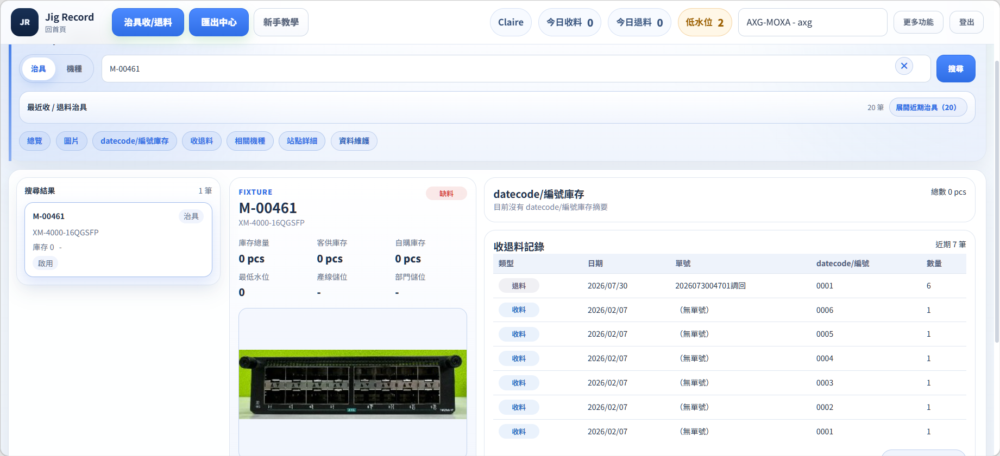 JR
Jig Record
回首頁
治具收/退料
匯出中心
新手教學
Claire
今日收料 0
今日退料 0
低水位 2
AXG-MOXA - axg
更多功能
登出
治具
機種
M-00461
搜尋
最近收 / 退料治具
20 筆
展開近期治具（20）
總覽
圖片
datecode/編號庫存
收退料
相關機種
站點詳細
資料維護
搜尋結果
1 筆
M-00461
治具
XM-4000-16QGSFP
庫存 0 -
啟用
FIXTURE
缺料
M-00461
XM-4000-16QGSFP
庫存總量 客供庫存 自購庫存
0 pcs 0 pcs 0 pcs
最低水位 產線儲位 部門儲位
0 - -
datecode/編號庫存
總數 0 pcs
目前沒有 datecode/編號庫存摘要
收退料記錄
近期 7 筆
類型 日期 單號 datecode/編號 數量
退料 2026/07/30 2026073004701調回 0001 6
收料 2026/02/07 （無單號） 0006 1
收料 2026/02/07 （無單號） 0005 1
收料 2026/02/07 （無單號） 0004 1
收料 2026/02/07 （無單號） 0003 1
收料 2026/02/07 （無單號） 0002 1
收料 2026/02/07 （無單號） 0001 1